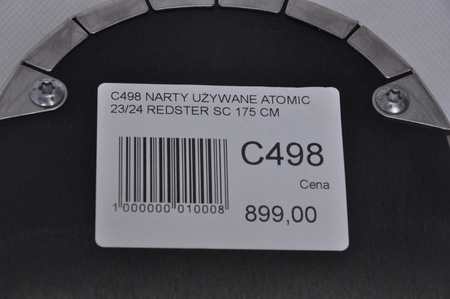 C498 NARTY UŻYWANE ATOMIC
23/24 REDSTER SC 175 CM
C498
Cena
1 000000 010008
899,00